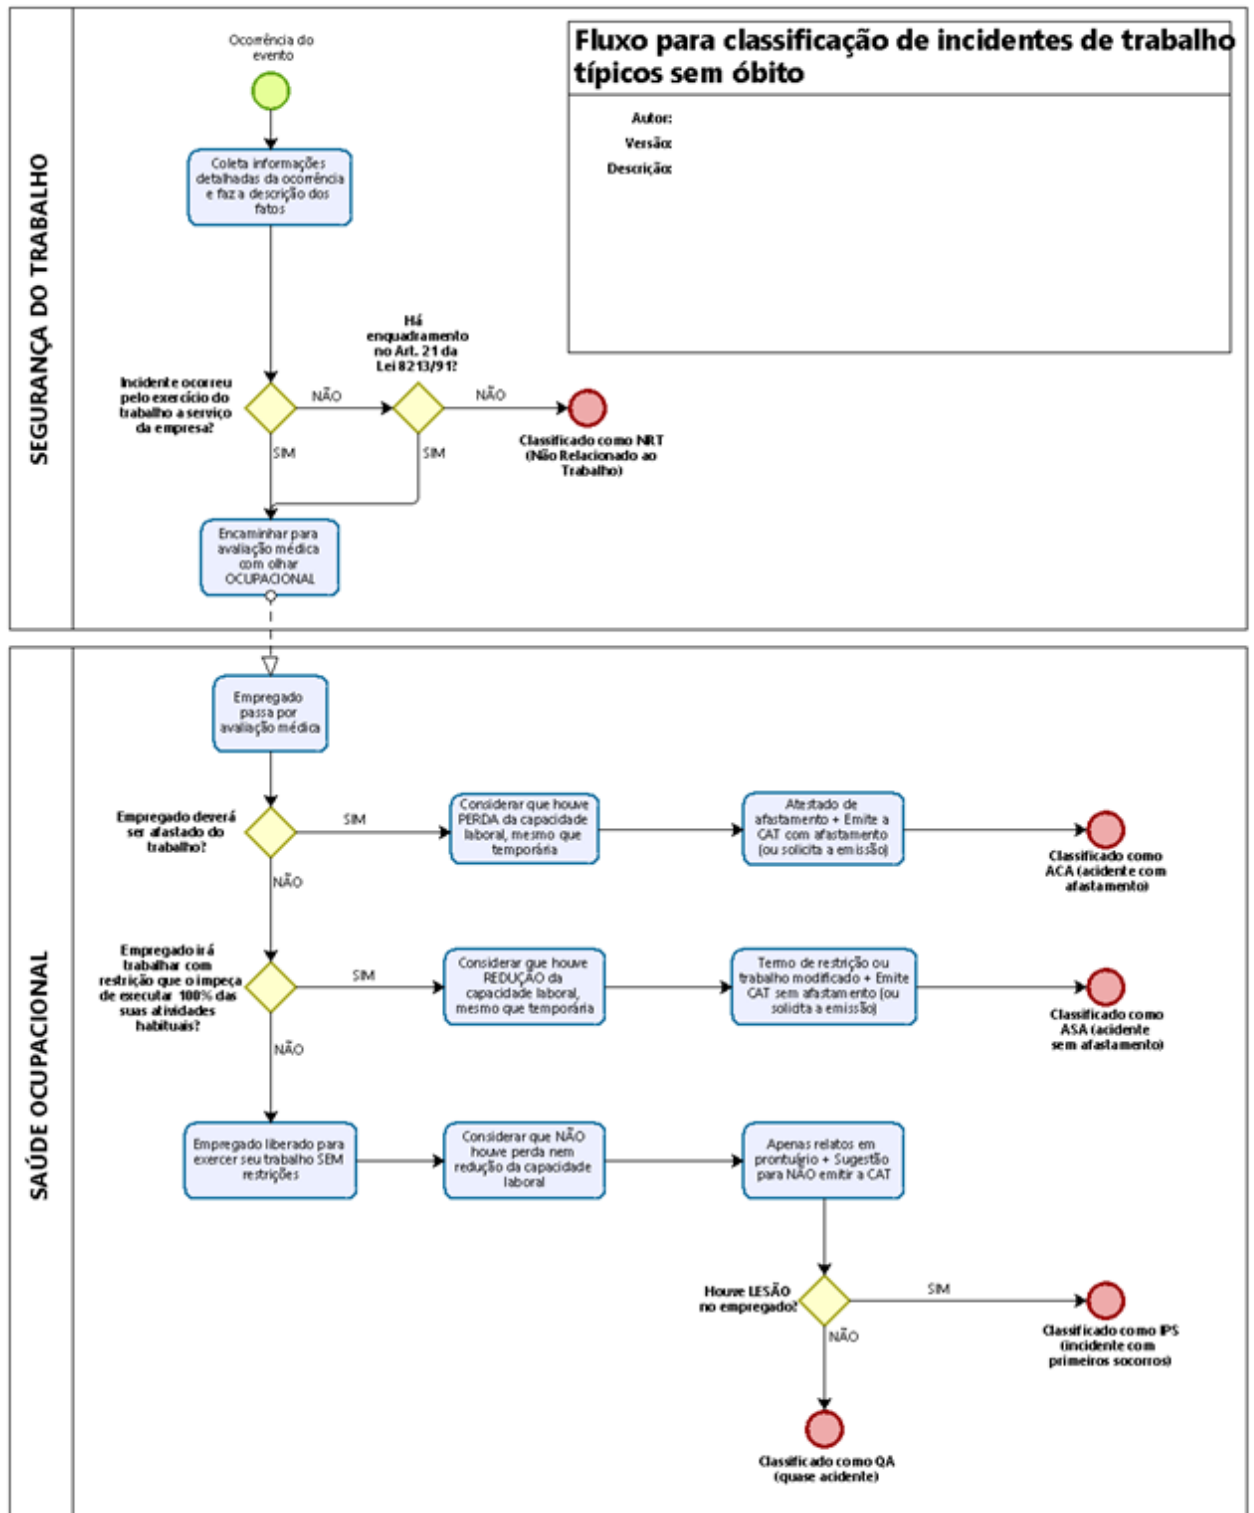 Fluxo para classificação de incidentes de trabalho
típicos sem óbito
Autor:
Versão:
Descrição:
SEGURANÇA DO TRABALHO
Ocorrência do
evento
Coleta informações
detalhadas da ocorrência
e faz a descrição dos
fatos
Incidente ocorreu
pelo exercício do
trabalho a serviço
da empresa?
NÃO
SIM
Há
enquadramento
no Art. 21 da
Lei 8213/91?
NÃO
SIM
Classificado como NRT
(Não Relacionado ao
Trabalho)
Encaminhar para
avaliação médica
com olhar
OCUPACIONAL
SAÚDE OCUPACIONAL
Empregado
passa por
avaliação médica
Empregado deverá
ser afastado do
trabalho?
SIM
NÃO
Considerar que houve
PERDA da capacidade
laboral, mesmo que
temporária
Atestado de
afastamento + Emite a
CAT com afastamento
(ou solicita a emissão)
Classificado como
ACA (acidente com
afastamento)
Empregado irá
trabalhar com
restrição que o impeça
de executar 100% das
suas atividades
habituais?
SIM
NÃO
Considerar que houve
REDUÇÃO da
capacidade laboral,
mesmo que temporária
Termo de restrição ou
trabalho modificado + Emite
CAT sem afastamento (ou
solicita a emissão)
Classificado como
ASA (acidente
sem afastamento)
Empregado liberado para
exercer seu trabalho SEM
restrições
Considerar que NÃO
houve perda nem
redução da capacidade
laboral
Apenas relatos em
prontuário + Sugestão
para NÃO emitir a CAT
Houve LESÃO
no empregado?
SIM
NÃO
Classificado como IPS
(incidente com
primeiros socorros)
Classificado como QA
(quase acidente)